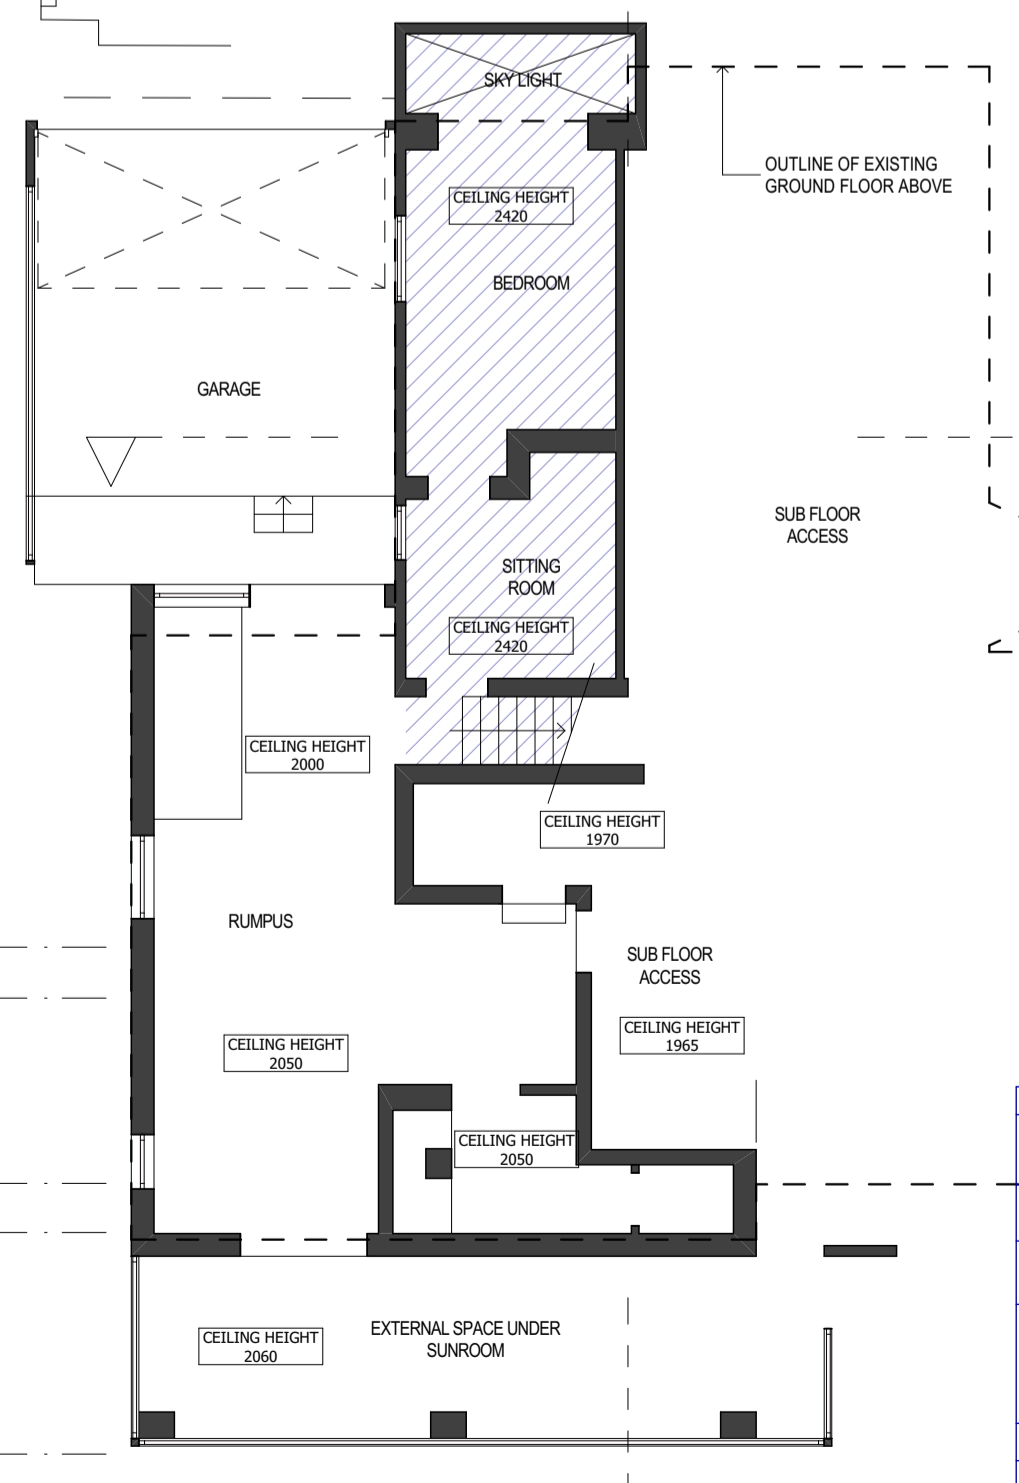 SKY LIGHT
OUTLINE OF EXISTING
GROUND FLOOR ABOVE
CEILING HEIGHT
2420
BEDROOM
GARAGE
SUB FLOOR
ACCESS
SITTING
ROOM
CEILING HEIGHT
2420
CEILING HEIGHT
2000
CEILING HEIGHT
1970
RUMPUS
SUB FLOOR
ACCESS
CEILING HEIGHT
1965
CEILING HEIGHT
2050
CEILING HEIGHT
2050
EXTERNAL SPACE UNDER
SUNROOM
CEILING HEIGHT
2060